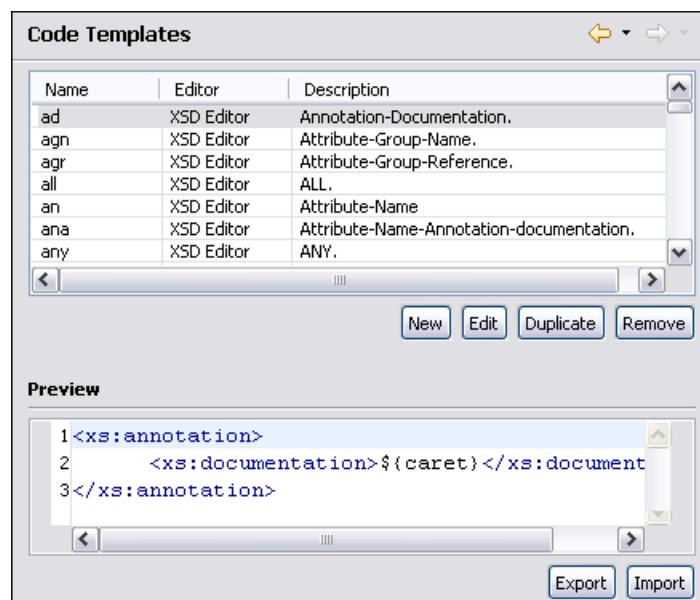 Code Templates
Name Editor Description
ad XSD Editor Annotation-Documentation.
agn XSD Editor Attribute-Group-Name.
agr XSD Editor Attribute-Group-Reference.
all XSD Editor ALL.
an XSD Editor Attribute-Name
ana XSD Editor Attribute-Name-Annotation-documentation.
any XSD Editor ANY.
New Edit Duplicate Remove
Preview
1<xs:annotation>
2 <xs:documentation>${caret}</xs:document
3</xs:annotation>
Export Import